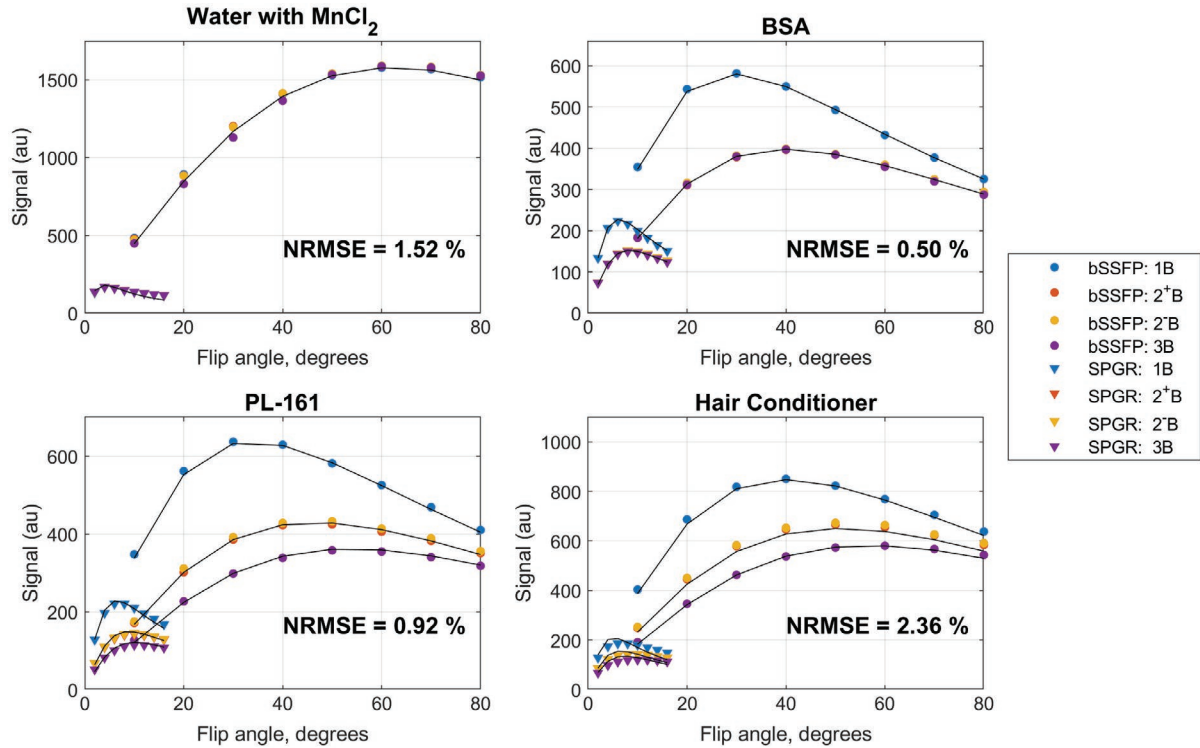 Water with MnCl2
Signal (au)
1500
1000
500
0
0
20
40
60
80
NRMSE = 1.52 %
Flip angle, degrees
BSA
Signal (au)
600
500
400
300
200
100
0
0
20
40
60
80
NRMSE = 0.50 %
Flip angle, degrees
bSSFP: 1B
bSSFP: 2+B
bSSFP: 2-B
bSSFP: 3B
SPGR: 1B
SPGR: 2+B
SPGR: 2-B
SPGR: 3B
PL-161
Signal (au)
600
400
200
0
0
20
40
60
80
NRMSE = 0.92 %
Flip angle, degrees
Hair Conditioner
Signal (au)
1000
800
600
400
200
0
0
20
40
60
80
NRMSE = 2.36 %
Flip angle, degrees